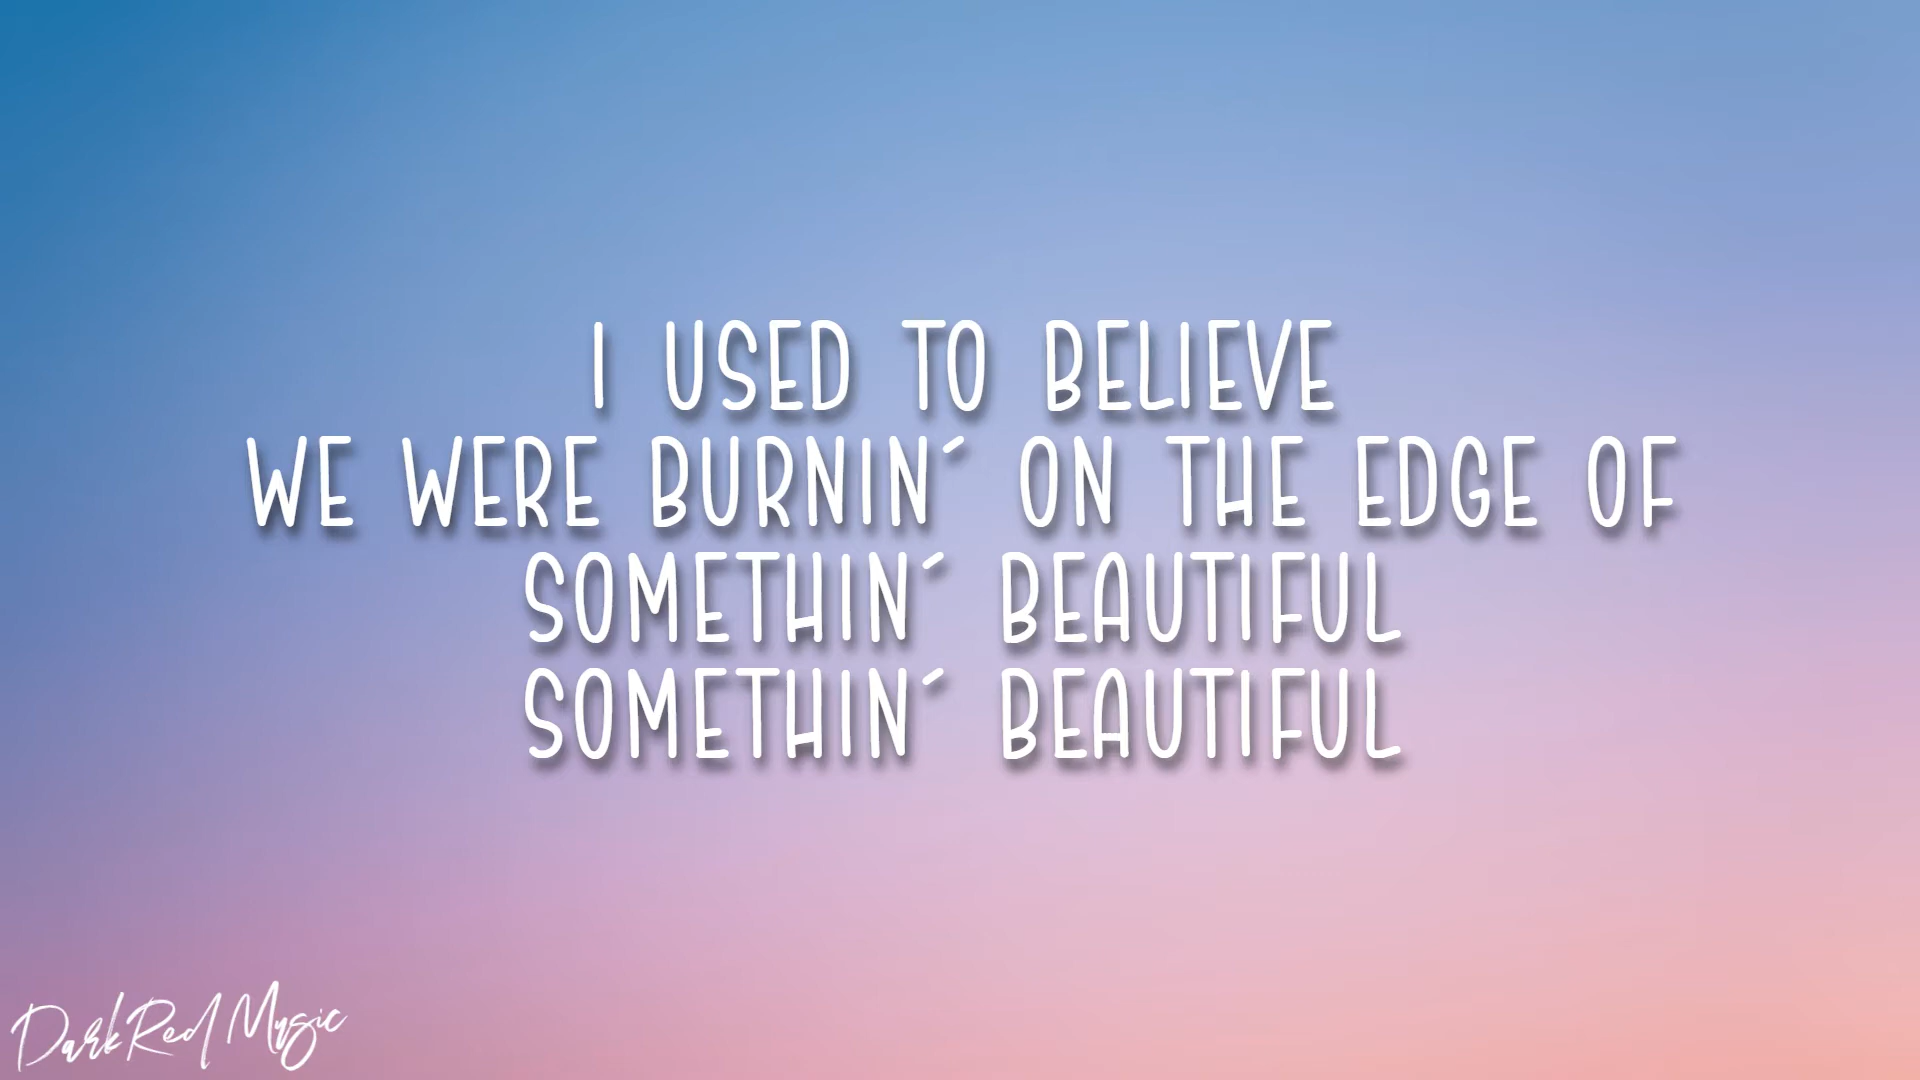 I USED TO BELIEVE
WE WERE BURNIN´ ON THE EDGE OF
SOMETHIN´ BEAUTIFUL
SOMETHIN´ BEAUTIFUL
DarkRed Music